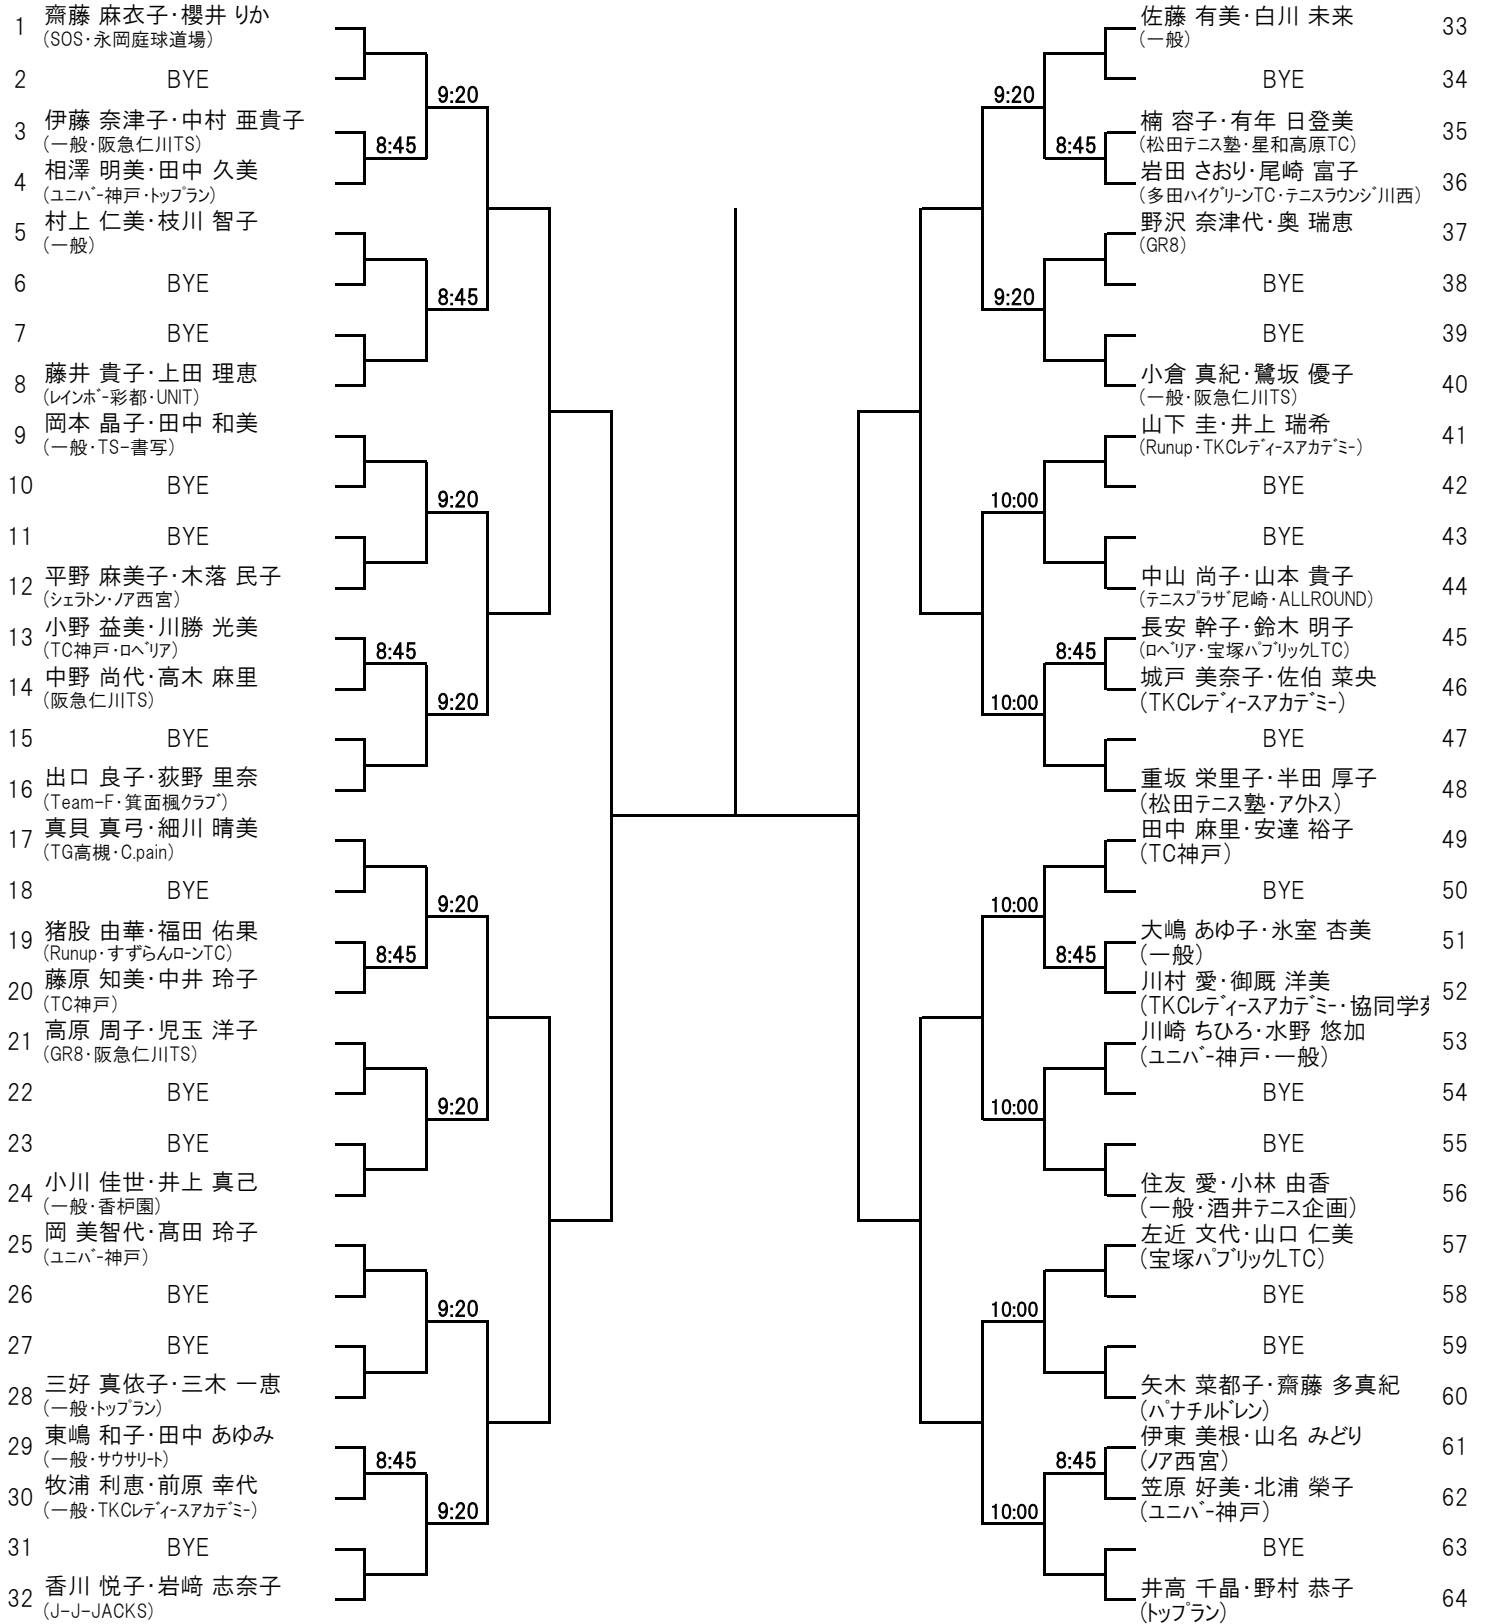 1 齋藤 麻衣子・櫻井 りか
(SOS・永岡庭球道場)
2 BYE
9:20
3 伊藤 奈津子・中村 亜貴子
(一般・阪急仁川TS)
8:45
4 相澤 明美・田中 久美
(ユニバー神戸・トップラン)
5 村上 仁美・枝川 智子
(一般)
6 BYE
8:45
7 BYE
8 藤井 貴子・上田 理恵
(レインボー彩都・UNIT)
9 岡本 晶子・田中 和美
(一般・TS-書写)
10 BYE
9:20
11 BYE
12 平野 麻美子・木落 民子
(シェラトン・ノア西宮)
13 小野 益美・川勝 光美
(TC神戸・ロベリア)
8:45
14 中野 尚代・高木 麻里
(阪急仁川TS)
9:20
15 BYE
16 出口 良子・荻野 里奈
(Team-F・箕面楓クラブ)
17 真貝 真弓・細川 晴美
(TG高槻・C.pain)
18 BYE
9:20
19 猪股 由華・福田 佑果
(Runup・すずらんローンTC)
8:45
20 藤原 知美・中井 玲子
(TC神戸)
21 高原 周子・児玉 洋子
(GR8・阪急仁川TS)
22 BYE
9:20
23 BYE
24 小川 佳世・井上 真己
(一般・香枦園)
25 岡 美智代・髙田 玲子
(ユニバー神戸)
26 BYE
9:20
27 BYE
28 三好 真依子・三木 一恵
(一般・トップラン)
29 東嶋 和子・田中 あゆみ
(一般・サウサリート)
8:45
30 牧浦 利恵・前原 幸代
(一般・TKCレディースアカデミー)
9:20
31 BYE
32 香川 悦子・岩﨑 志奈子
(J-J-JACKS)
佐藤 有美・白川 未来 33
(一般)
BYE 34
9:20
楠 容子・有年 日登美 35
(松田テニス塾・星和高原TC)
8:45
岩田 さおり・尾崎 富子 36
(多田ハイグリーンTC・テニスラウンジ川西)
野沢 奈津代・奥 瑞恵 37
(GR8)
BYE 38
9:20
BYE 39
小倉 真紀・鷺坂 優子 40
(一般・阪急仁川TS)
山下 圭・井上 瑞希 41
(Runup・TKCレディースアカデミー)
BYE 42
10:00
BYE 43
中山 尚子・山本 貴子 44
(テニスプラザ尼崎・ALLROUND)
長安 幹子・鈴木 明子 45
(ロベリア・宝塚パブリックLTC)
8:45
城戸 美奈子・佐伯 菜央 46
(TKCレディースアカデミー)
10:00
BYE 47
重坂 栄里子・半田 厚子 48
(松田テニス塾・アクトス)
田中 麻里・安達 裕子 49
(TC神戸)
BYE 50
10:00
大嶋 あゆ子・氷室 杏美 51
(一般)
8:45
川村 愛・御厩 洋美 52
(TKCレディースアカデミー・協同学苑
川崎 ちひろ・水野 悠加 53
(ユニバー神戸・一般)
BYE 54
10:00
BYE 55
住友 愛・小林 由香 56
(一般・酒井テニス企画)
左近 文代・山口 仁美 57
(宝塚パブリックLTC)
BYE 58
10:00
BYE 59
矢木 菜都子・齋藤 多真紀 60
(パナチルドレン)
伊東 美根・山名 みどり 61
(ノア西宮)
8:45
笠原 好美・北浦 榮子 62
(ユニバー神戸)
10:00
BYE 63
井高 千晶・野村 恭子 64
(トップラン)